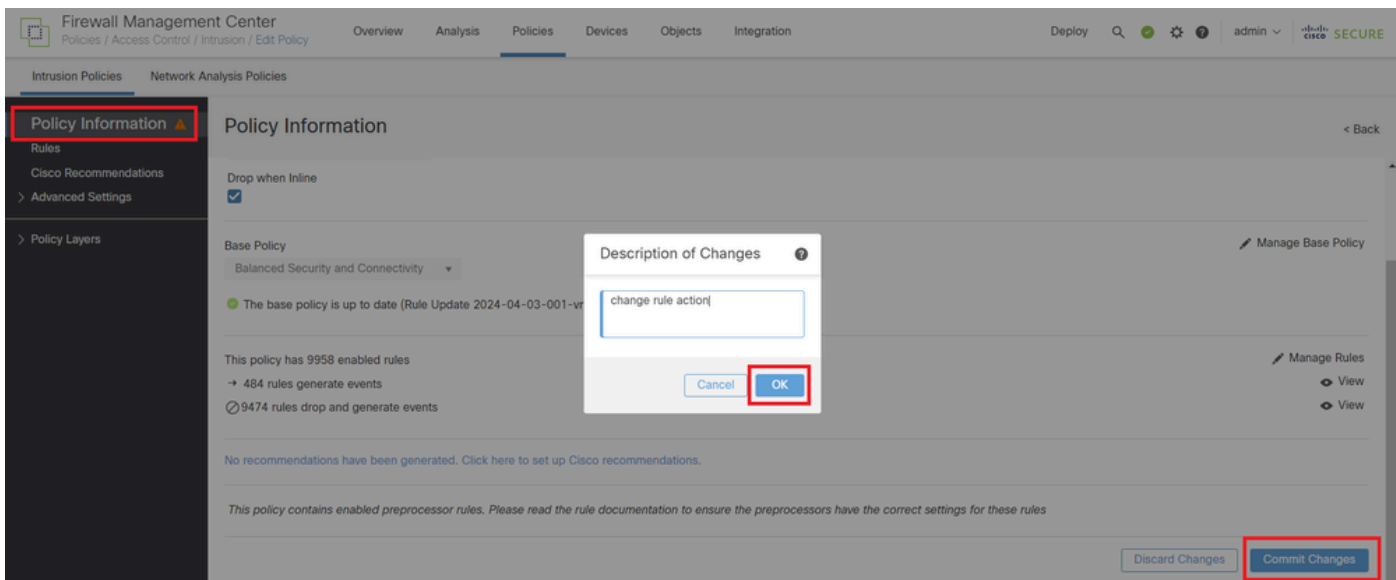 Firewall Management Center
Policies / Access Control / Intrusion / Edit Policy
Overview
Analysis
Policies
Devices
Objects
Integration
Deploy
admin
cisco SECURE
Intrusion Policies
Network Analysis Policies
Policy Information
Rules
Cisco Recommendations
Advanced Settings
Policy Layers
Policy Information
< Back
Drop when Inline
Base Policy
Manage Base Policy
Balanced Security and Connectivity
The base policy is up to date (Rule Update 2024-04-03-001-vr
Description of Changes
change rule action
Cancel
OK
This policy has 9958 enabled rules
Manage Rules
→ 484 rules generate events
View
9474 rules drop and generate events
View
No recommendations have been generated. Click here to set up Cisco recommendations.
This policy contains enabled preprocessor rules. Please read the rule documentation to ensure the preprocessors have the correct settings for these rules
Discard Changes
Commit Changes